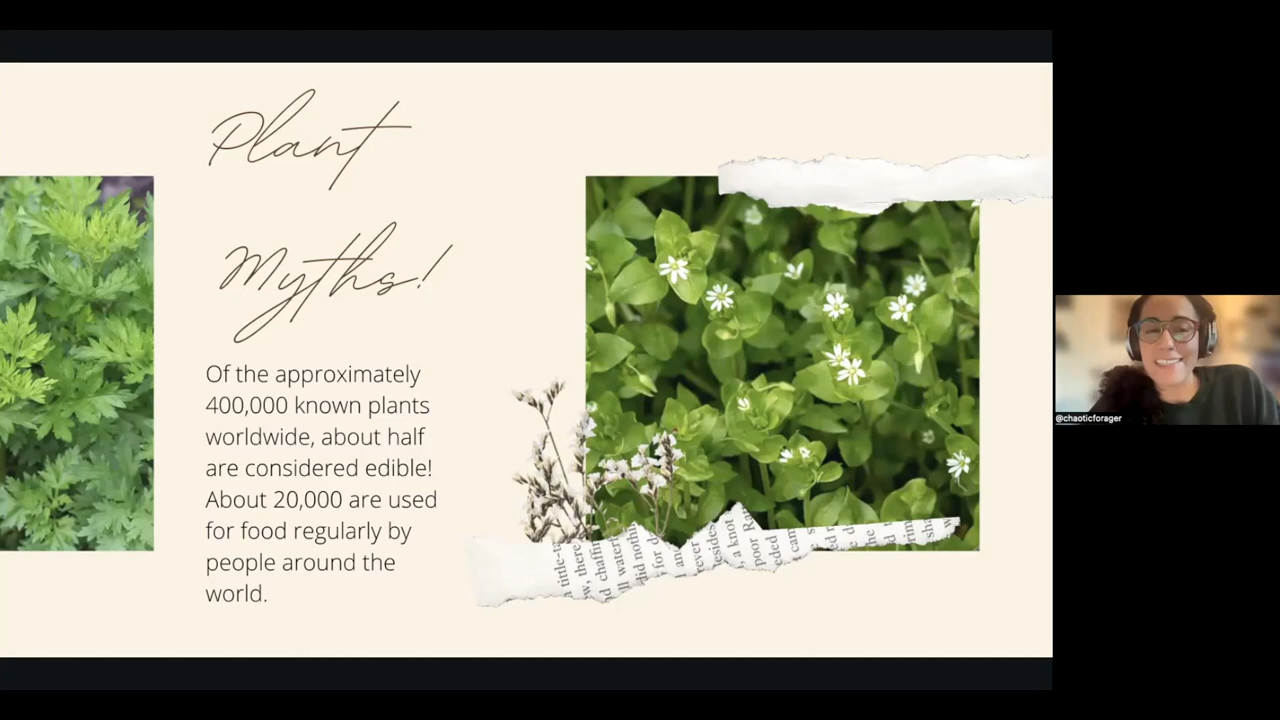 Plant
Myths!
Of the approximately
400,000 known plants
worldwide, about half
are considered edible!
About 20,000 are used
for food regularly by
people around the
world.
@chaoticforager